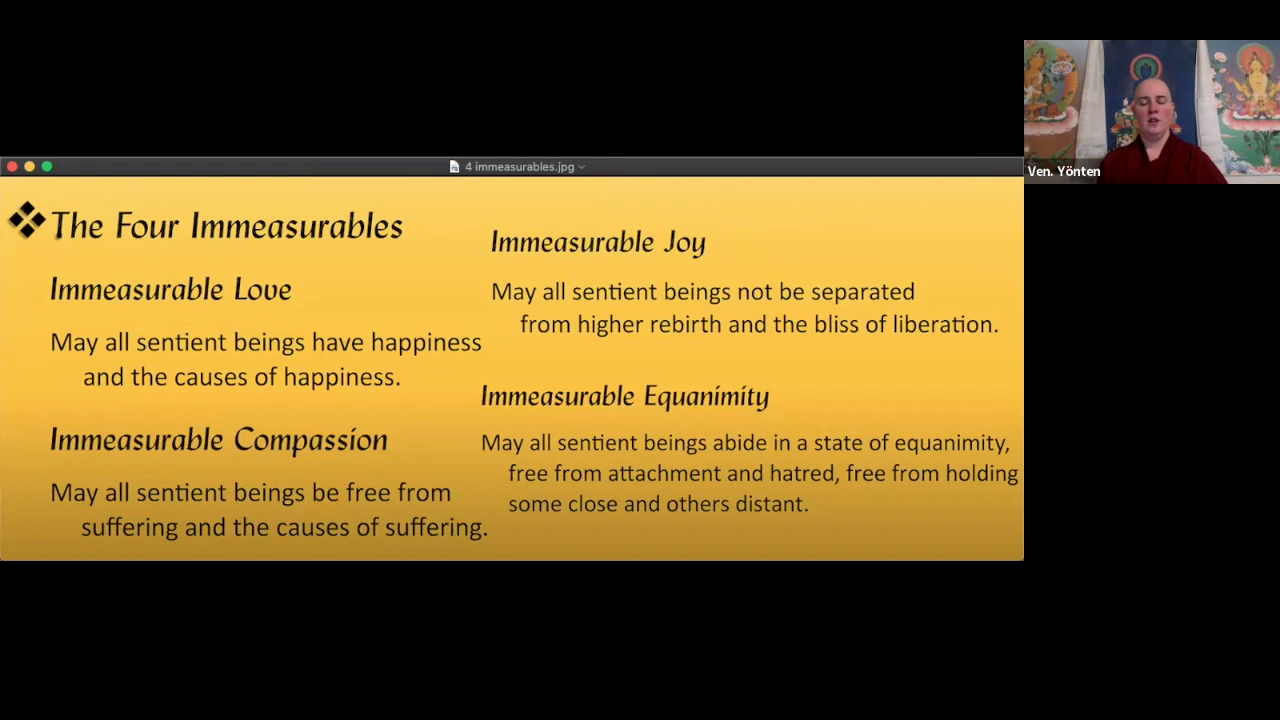 4 immeasurables.jpg
The Four Immeasurables
Immeasurable Love
May all sentient beings have happiness
and the causes of happiness.
Immeasurable Compassion
May all sentient beings be free from
suffering and the causes of suffering.
Immeasurable Joy
May all sentient beings not be separated
from higher rebirth and the bliss of liberation.
Immeasurable Equanimity
May all sentient beings abide in a state of equanimity,
free from attachment and hatred, free from holding
some close and others distant.
Ven. Yönten